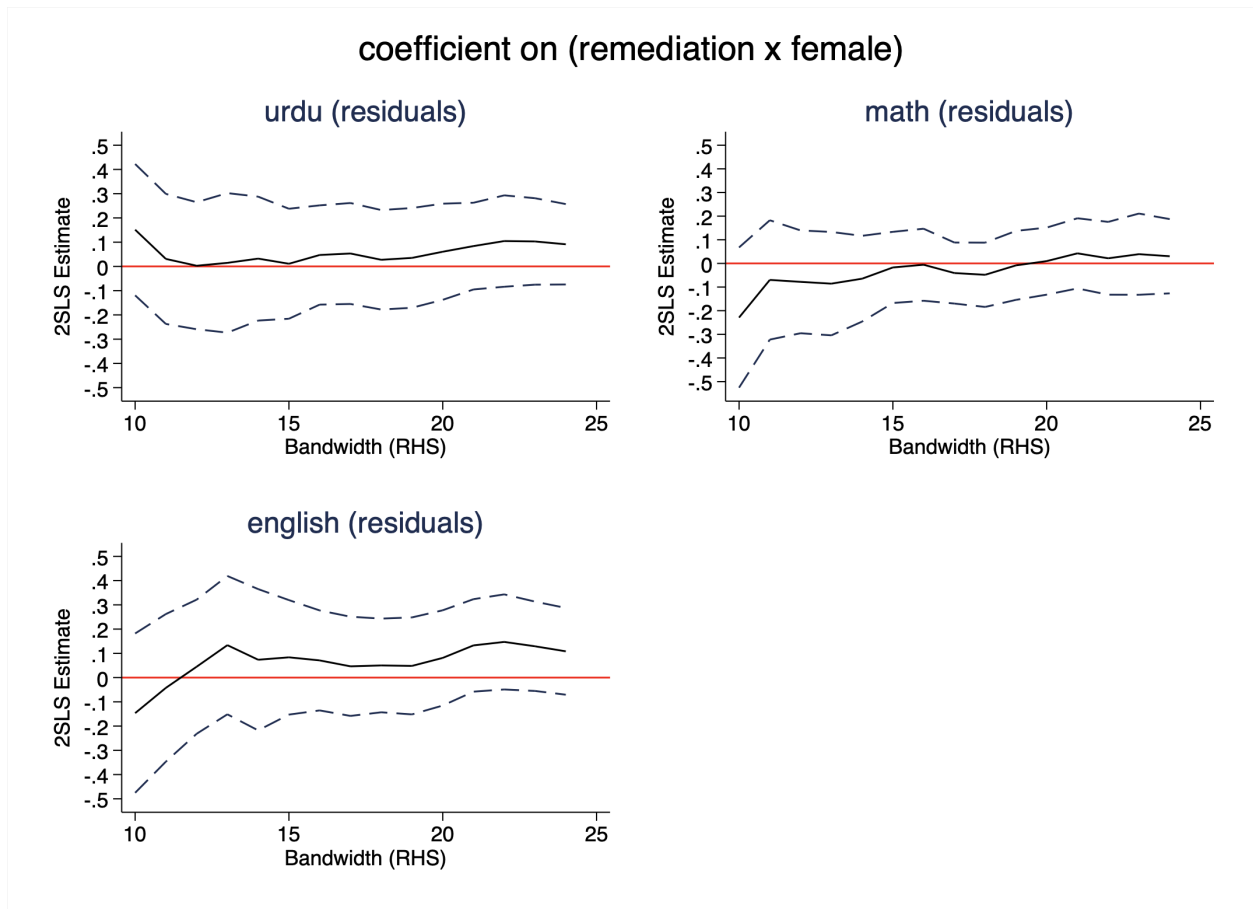 coefficient on (remediation x female)
urdu (residuals)
2SLS Estimate
.5
.4
.3
.2
.1
0
-.1
-.2
-.3
-.4
-.5
10 15 20 25
Bandwidth (RHS)
math (residuals)
2SLS Estimate
.5
.4
.3
.2
.1
0
-.1
-.2
-.3
-.4
-.5
10 15 20 25
Bandwidth (RHS)
english (residuals)
2SLS Estimate
.5
.4
.3
.2
.1
0
-.1
-.2
-.3
-.4
-.5
10 15 20 25
Bandwidth (RHS)